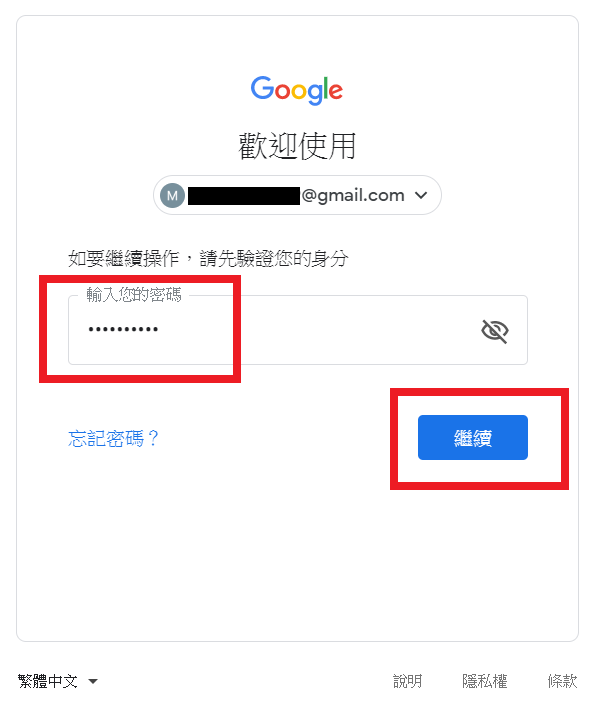 Google
歡迎使用
M @gmail.com
如要繼續操作，請先驗證您的身分
輸入您的密碼
••••••••••
忘記密碼？
繼續
繁體中文
說明 隱私權 條款